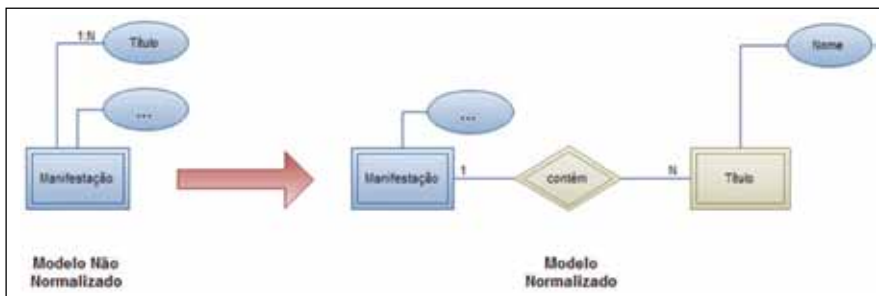 1:N
Título
...
Manifestação
Modelo Não
Normalizado
...
Manifestação
1
contém
N
Título
Nome
Modelo
Normalizado